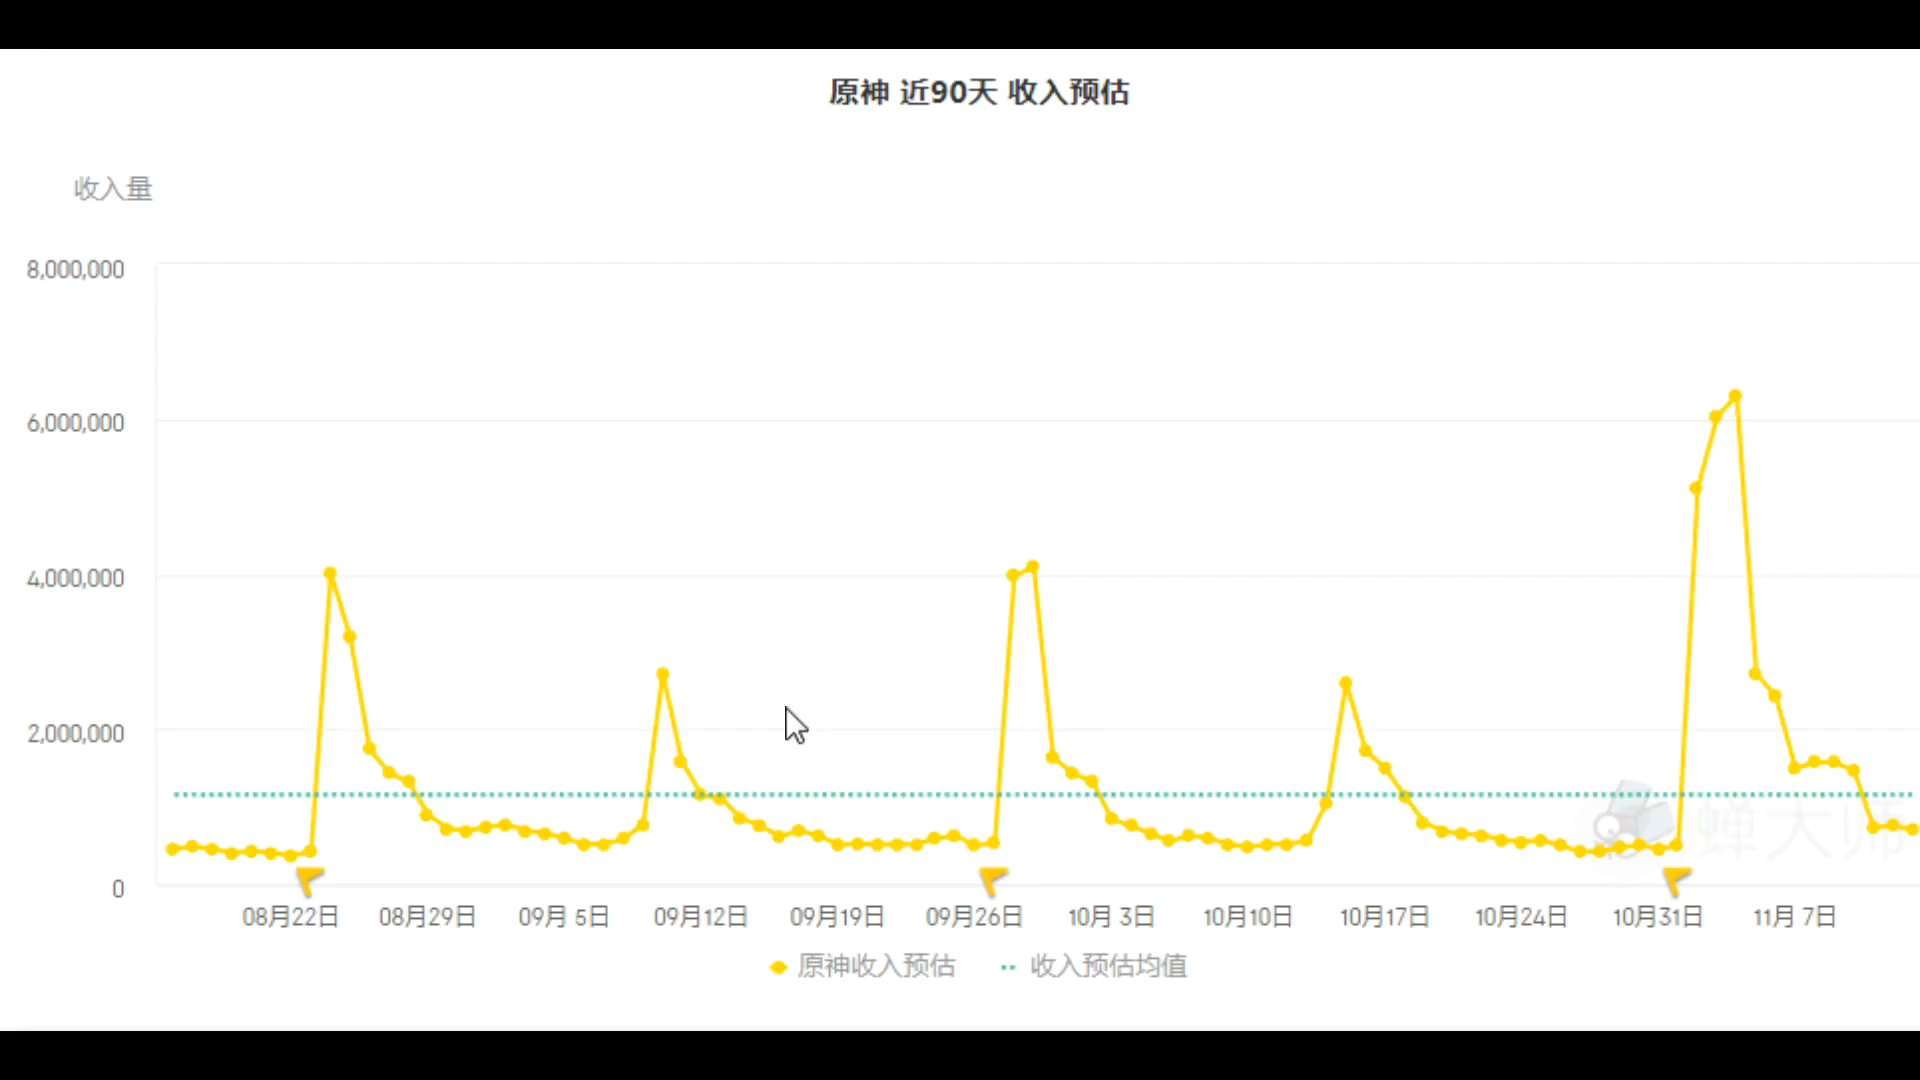 原神 近90天 收入预估
收入量
8,000,000
6,000,000
4,000,000
2,000,000
0
08月22日 08月29日 09月 5日 09月12日 09月19日 09月26日 10月 3日 10月10日 10月17日 10月24日 10月31日 11月 7日
原神收入预估 收入预估均值
蝉大师